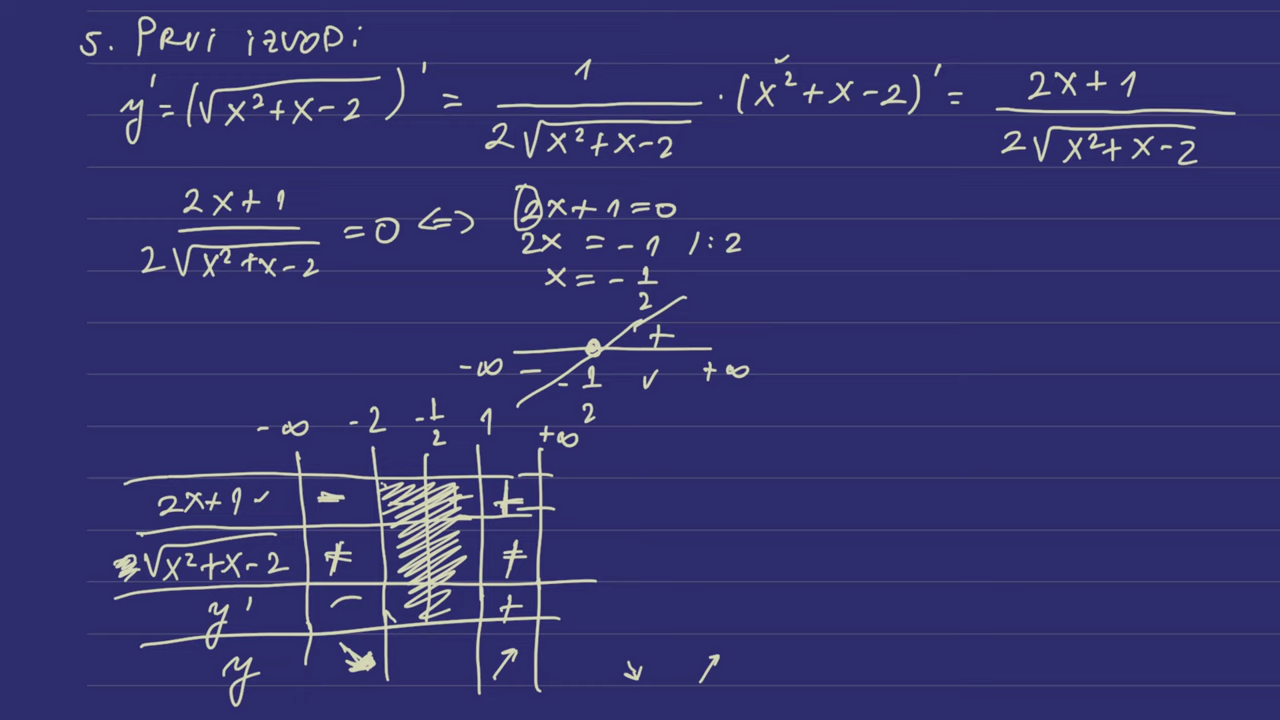 5. PRVI IZVODI
y' = (√x²+x-2)' = 1/(2√x²+x-2) · (x²+x-2)' = (2x+1)/(2√x²+x-2)
(2x+1)/(2√x²+x-2) = 0 <=> 2x+1=0
2x = -1 /:2
x = -1/2
+
-∞ - -1/2 ✓ +∞
-∞ -2 -1/2 1 +∞
2x+1 ✓ - +
2√x²+x-2 + +
y' - +
y ↘ ↗ ↘ ↗